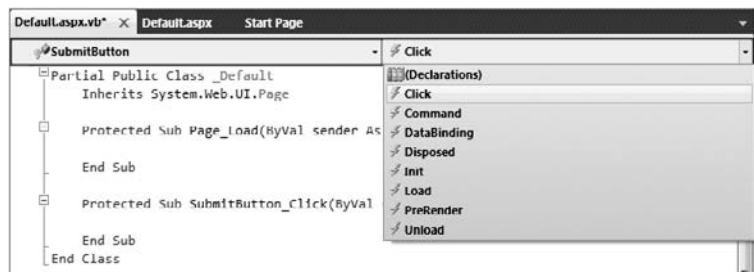 Default.aspx.vb* × Default.aspx Start Page
SubmitButton Click
Partial Public Class _Default
Inherits System.Web.UI.Page
Protected Sub Page_Load(ByVal sender As
End Sub
Protected Sub SubmitButton_Click(ByVal
End Sub
End Class
(Declarations)
Click
Command
DataBinding
Disposed
Init
Load
PreRender
Unload